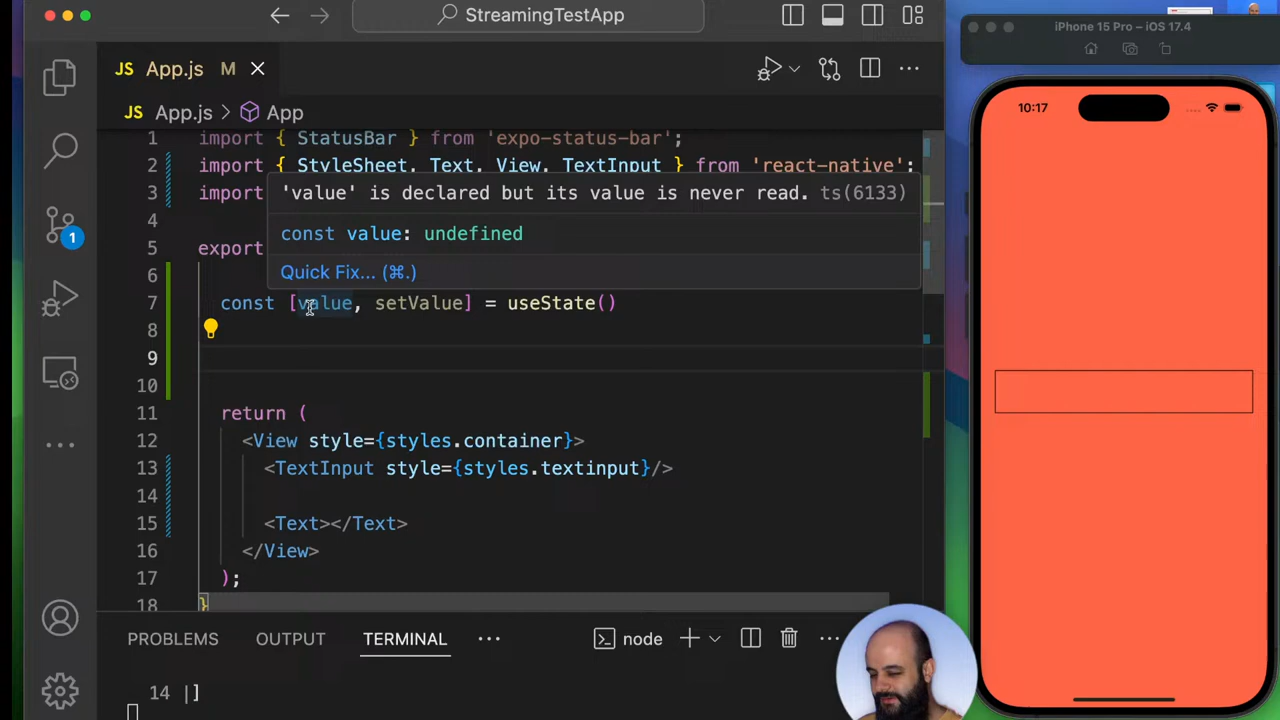 StreamingTestApp
JS App.js M
JS App.js > App
1 import { StatusBar } from 'expo-status-bar';
2 import { StyleSheet, Text, View, TextInput } from 'react-native';
3 import
'value' is declared but its value is never read. ts(6133)
const value: undefined
Quick Fix... (⌘.)
4
5 export
6
7 const [value, setValue] = useState()
8
9
10
11 return (
12 <View style={styles.container}>
13 <TextInput style={styles.textinput}/>
14
15 <Text></Text>
16 </View>
17 );
18 }
1
PROBLEMS OUTPUT TERMINAL ··· node ···
14 |]
iPhone 15 Pro – iOS 17.4
10:17